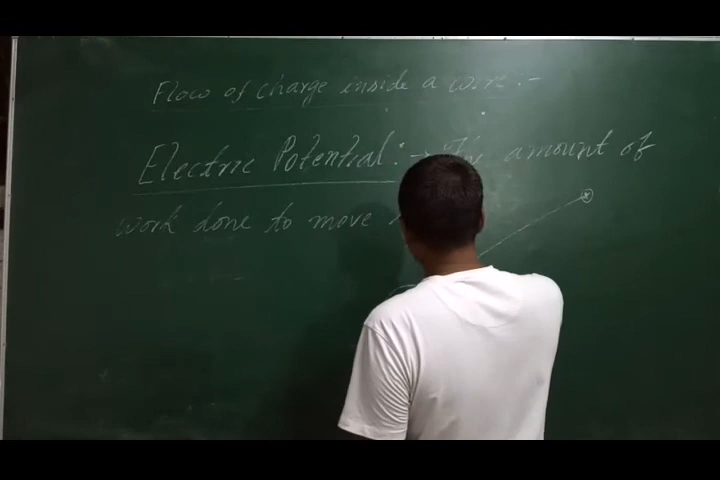 Flow of charge inside a wire :-
Electric Potential :- The amount of
work done to move